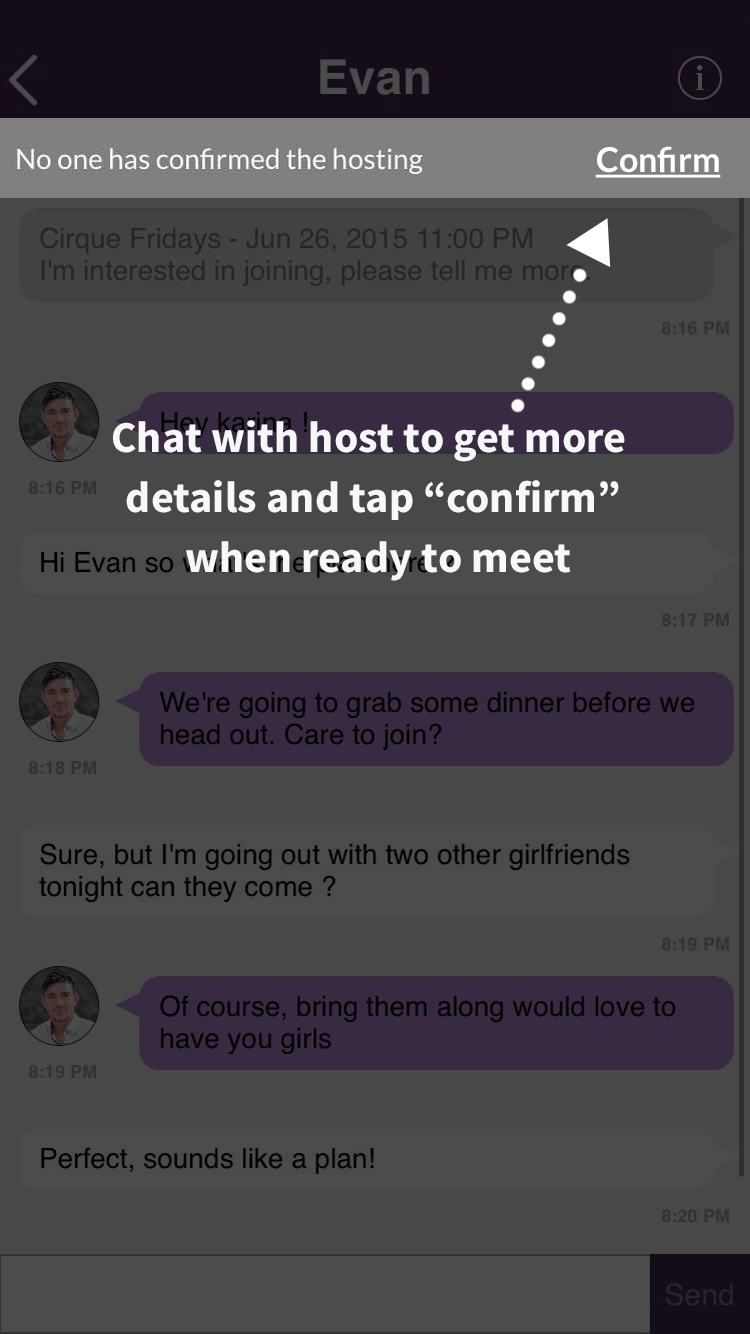 Evan
i
No one has confirmed the hosting
Confirm
Cirque Fridays - Jun 26, 2015 11:00 PM
I'm interested in joining, please tell me more.
8:16 PM
Hey karina !
Chat with host to get more
8:16 PM
details and tap “confirm”
Hi Evan so
when ready to meet
8:17 PM
We're going to grab some dinner before we
head out. Care to join?
8:18 PM
Sure, but I'm going out with two other girlfriends
tonight can they come ?
8:19 PM
Of course, bring them along would love to
have you girls
8:19 PM
Perfect, sounds like a plan!
8:20 PM
Send